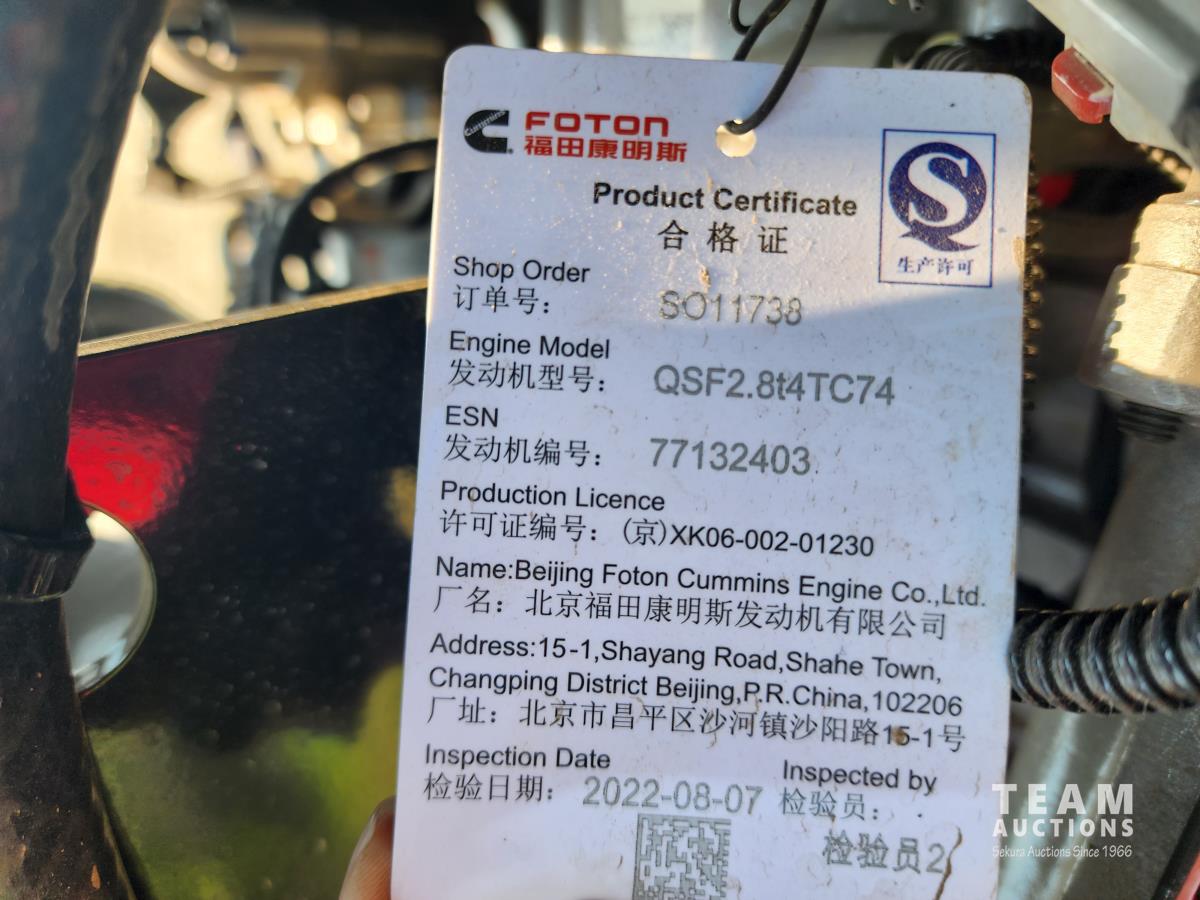 Cummins
FOTON
福田康明斯
Product Certificate
合格证
生产许可
Shop Order
订单号： SO11738
Engine Model
发动机型号： QSF2.8t4TC74
ESN
发动机编号： 77132403
Production Licence
许可证编号： (京)XK06-002-01230
Name:Beijing Foton Cummins Engine Co.,Ltd.
厂名：北京福田康明斯发动机有限公司
Address:15-1,Shayang Road,Shahe Town,
Changping District Beijing,P.R.China,102206
厂址：北京市昌平区沙河镇沙阳路15-1号
Inspection Date Inspected by
检验日期： 2022-08-07 检验员：
检验员2
TEAM
AUCTIONS
Sekura Auctions Since 1966